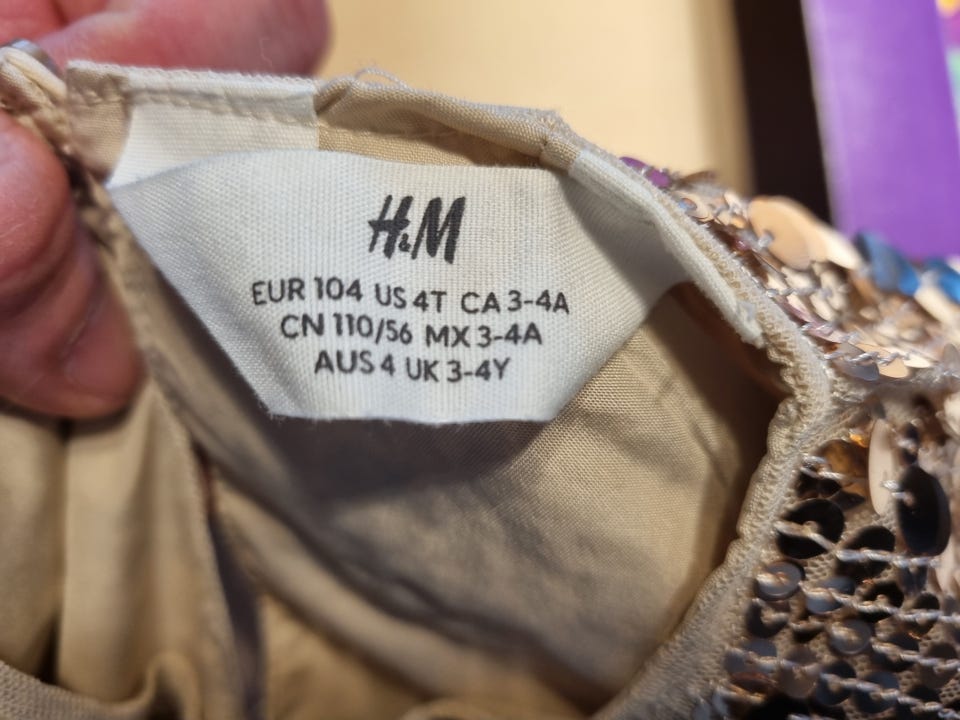 H&M
EUR 104 US 4T CA 3-4A
CN 110/56 MX 3-4A
AUS 4 UK 3-4Y